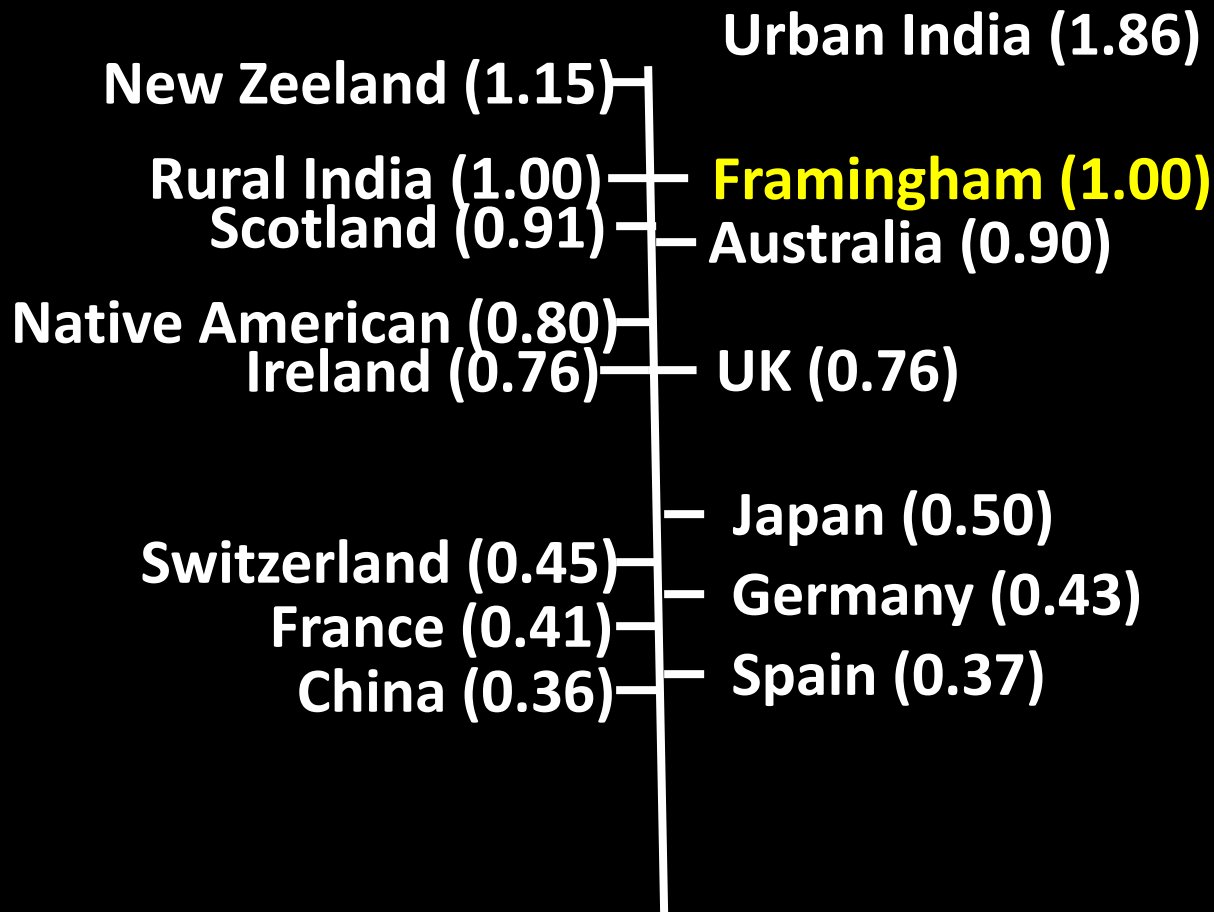 Urban India (1.86)
New Zeeland (1.15)
Rural India (1.00)
Framingham (1.00)
Scotland (0.91)
Australia (0.90)
Native American (0.80)
Ireland (0.76)
UK (0.76)
Japan (0.50)
Switzerland (0.45)
Germany (0.43)
France (0.41)
Spain (0.37)
China (0.36)